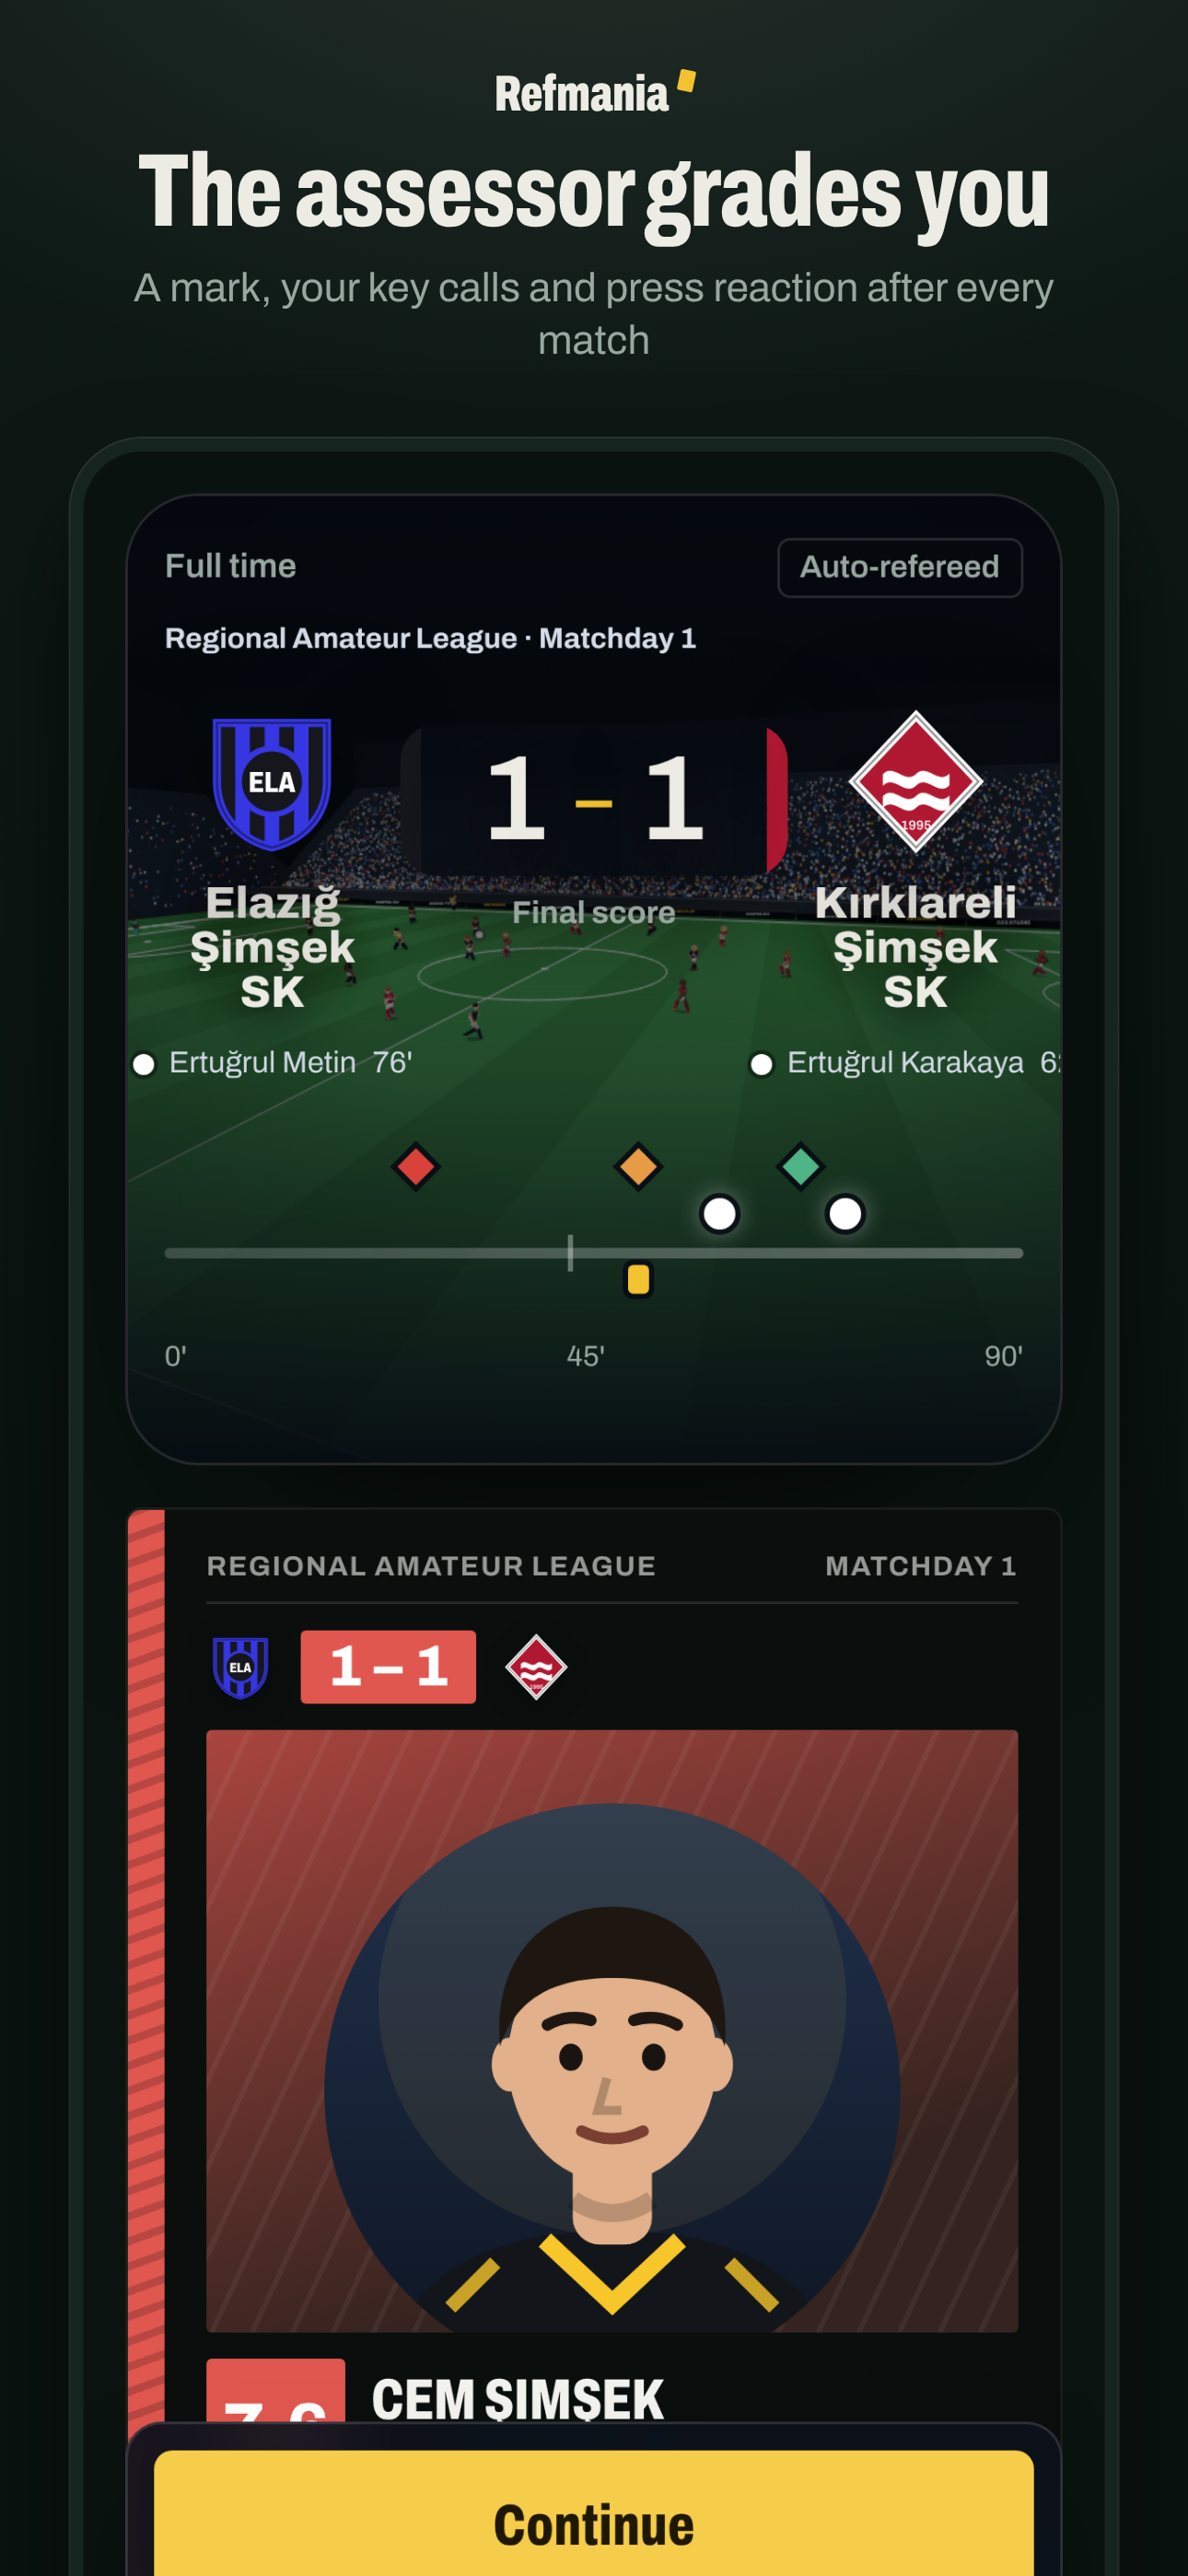 Refmania
The assessor grades you
A mark, your key calls and press reaction after every
match
Full time
Auto-refereed
Regional Amateur League · Matchday 1
ELA
1 – 1
1995
Elazığ
Şimşek
SK
Final score
Kırklareli
Şimşek
SK
Ertuğrul Metin 76'
Ertuğrul Karakaya
0'
45'
90'
REGIONAL AMATEUR LEAGUE
MATCHDAY 1
ELA
1 – 1
1995
CEM ŞIMŞEK
Continue